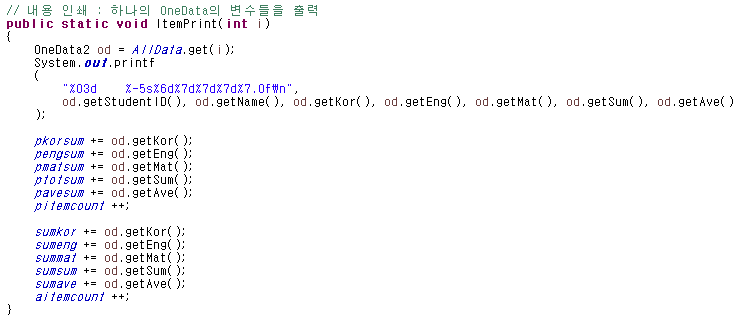 // 내용 인쇄 : 하나의 OneData의 변수들을 출력
public static void ItemPrint(int i)
{
    OneData2 od = AllData.get(i);
    System.out.printf
    (
        "%03d    %-5s%6d%7d%7d%7d%7.0f₩n",
        od.getStudentID(), od.getName(), od.getKor(), od.getEng(), od.getMat(), od.getSum(), od.getAve()
    );
    pkorsum += od.getKor();
    pengsum += od.getEng();
    pmatsum += od.getMat();
    ptotsum += od.getSum();
    pavesum += od.getAve();
    pitemcount ++;
    sumkor += od.getKor();
    sumeng += od.getEng();
    summat += od.getMat();
    sumsum += od.getSum();
    sumave += od.getAve();
    aitemcount ++;
}